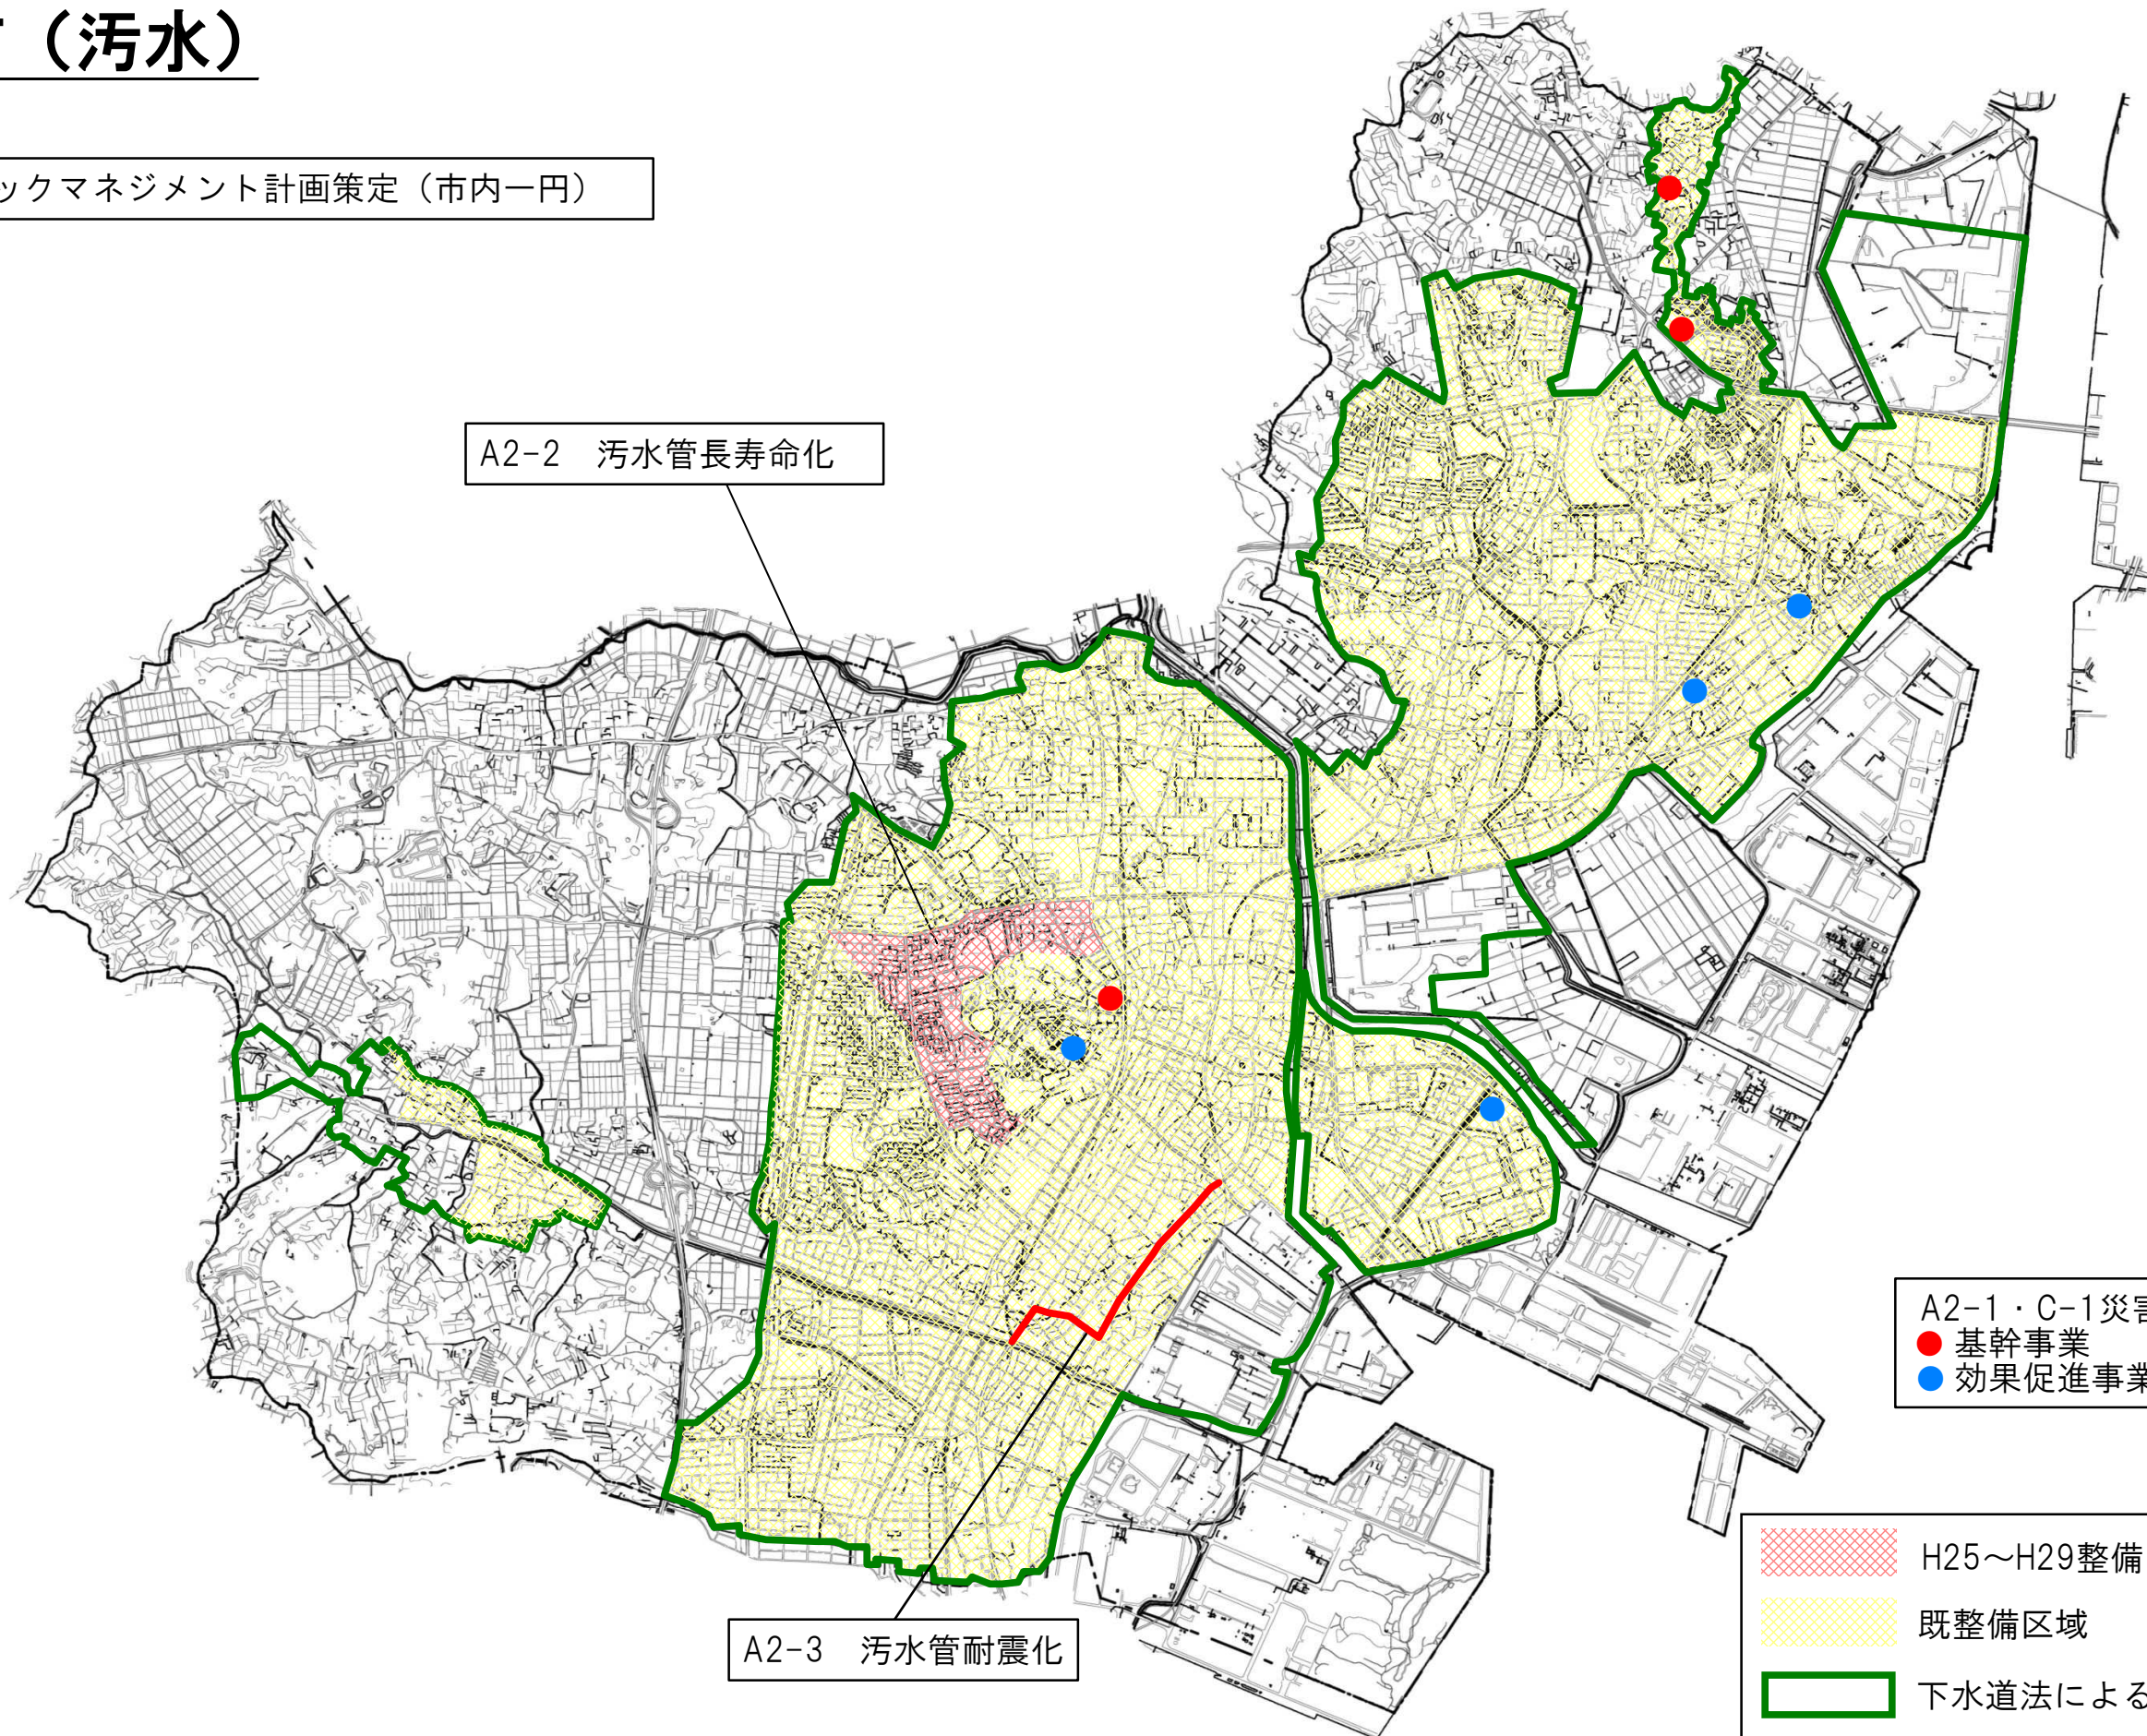 （汚水）
ックマネジメント計画策定（市内一円）
A2-2　汚水管長寿命化
A2-1・C-1災害
基幹事業
効果促進事業
H25～H29整備
既整備区域
A2-3　汚水管耐震化
下水道法による